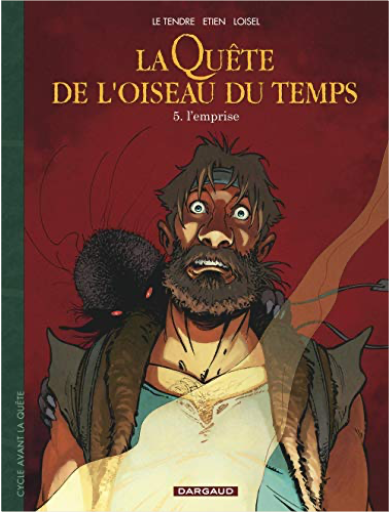 LE TENDRE ETIEN LOISEL
LA QUÊTE
DE L'OISEAU DU TEMPS
5. l'emprise
CYCLE AVANT LA QUÊTE
DARGAUD